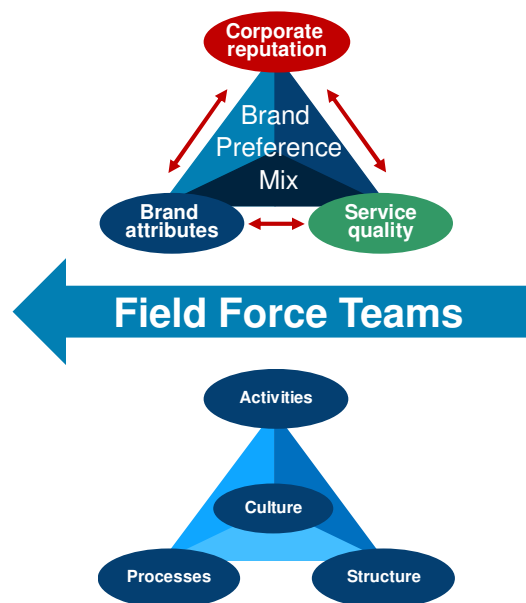 Corporate
reputation
Brand
Preference
Mix
Brand
attributes
Service
quality
Field Force Teams
Activities
Culture
Processes
Structure